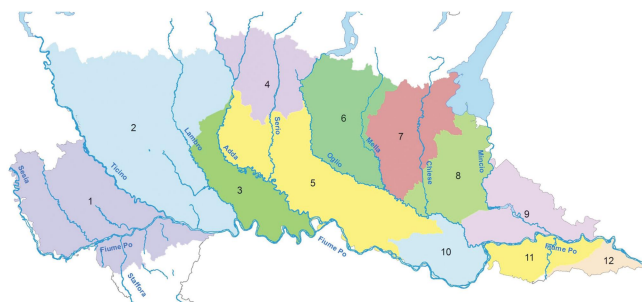 4
2
6
Serio
Lambro
Mella
7
Adda
Oglio
Ticino
Chiese
Mincio
Sesia
8
5
3
1
9
Fiume Po
Fiume Po
Fiume Po
10
11
12
Staffora